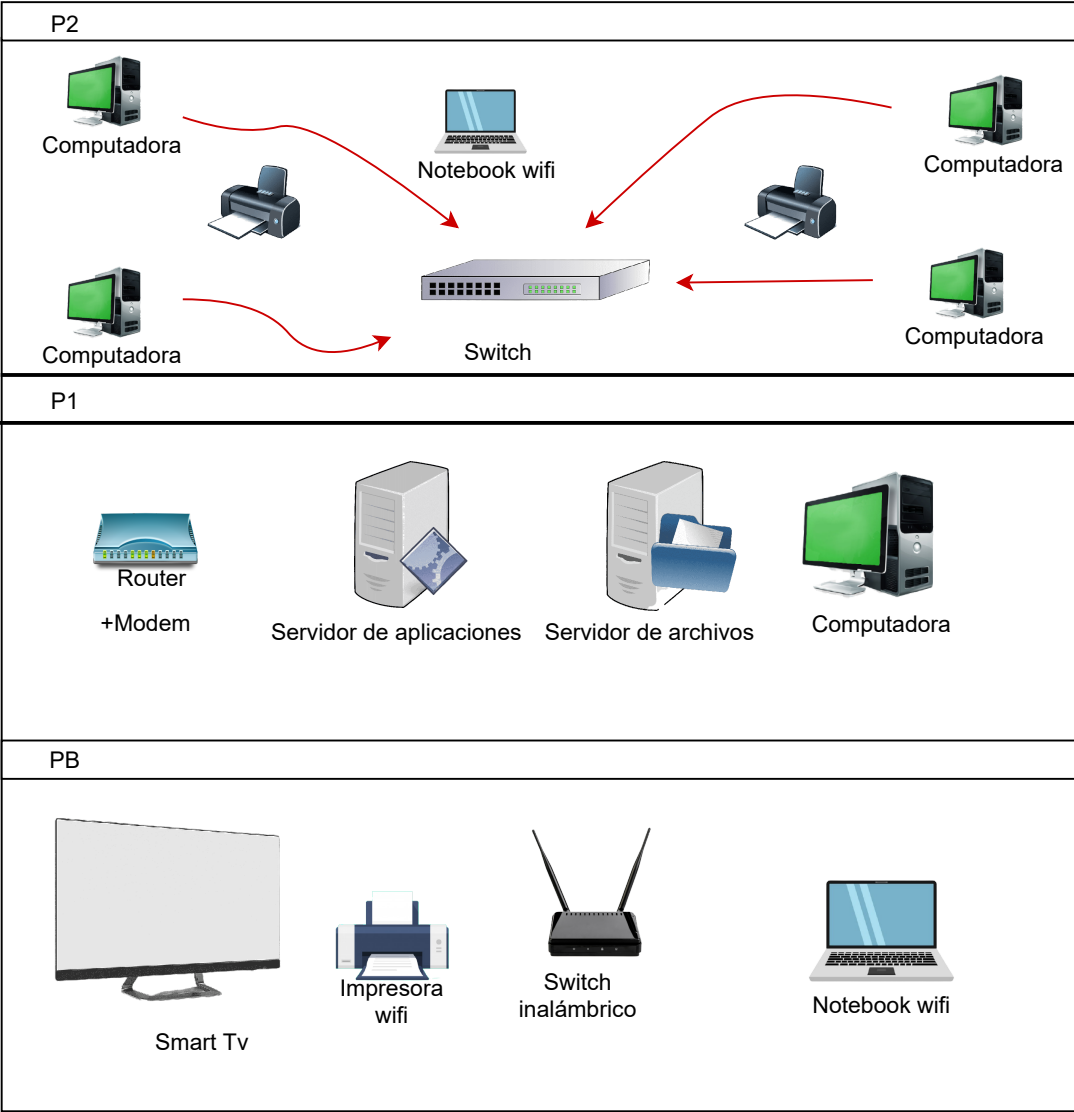 P2
Computadora
Notebook wifi
Computadora
Computadora
Switch
Computadora
P1
Router
+Modem
Servidor de aplicaciones
Servidor de archivos
Computadora
PB
Smart Tv
Impresora
wifi
Switch
inalámbrico
Notebook wifi